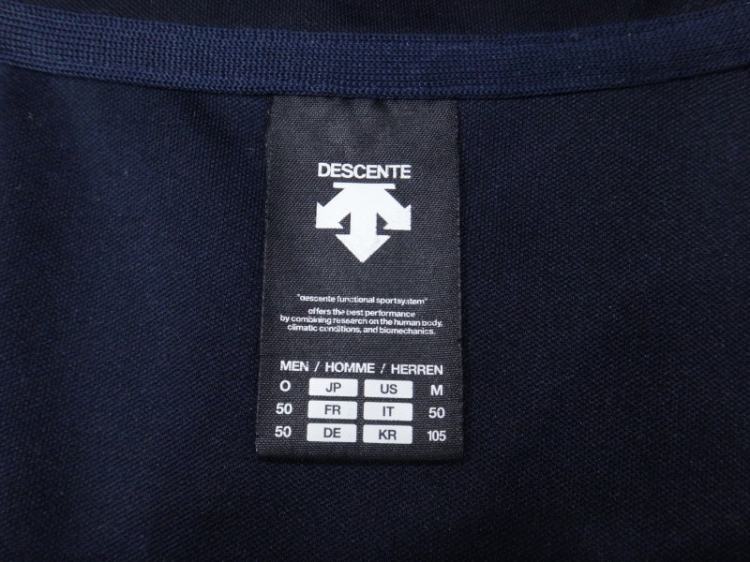 DESCENTE
"descente functional sportsystem"
offers the best performance
by combining research on the human body,
climatic conditions, and biomechanics.
MEN / HOMME / HERREN
O JP US M
50 FR IT 50
50 DE KR 105